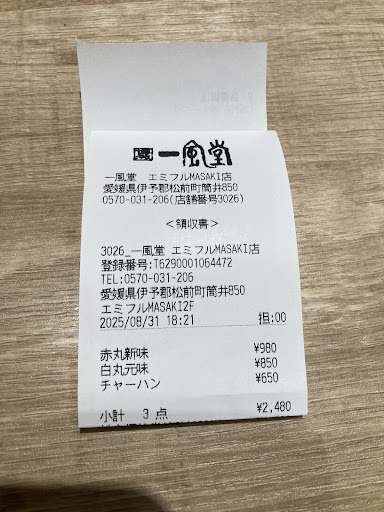 一風堂
一風堂 エミフルMASAKI店
愛媛県伊予郡松前町筒井850
0570-031-206(店舗番号3026)
＜領収書＞
3026_一風堂 エミフルMASAKI店
登録番号:T6290001064472
TEL:0570-031-206
愛媛県伊予郡松前町筒井850
エミフルMASAKI2F
2025/08/31 18:21 担:00
赤丸新味 ¥980
白丸元味 ¥850
チャーハン ¥650
小計 3点 ¥2,480